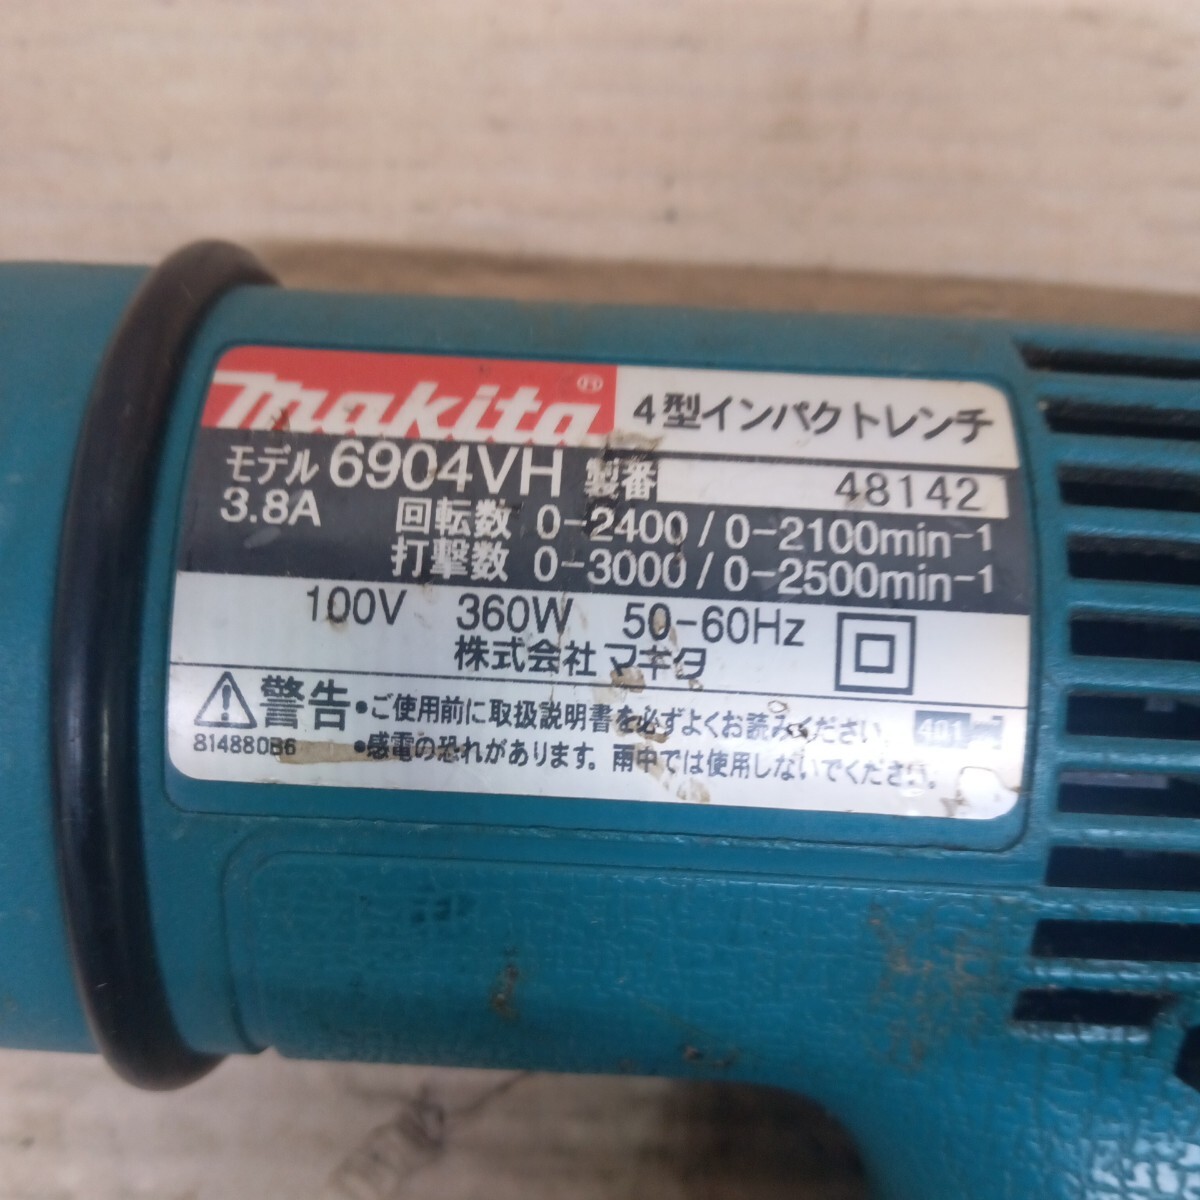 makita®
4型インパクトレンチ
モデル 6904VH 製番 48142
3.8A 回転数 0-2400/0-2100min-1
打撃数 0-3000/0-2500min-1
100V 360W 50-60Hz
株式会社 マキタ
警告 •ご使用前に取扱説明書を必ずよくお読みください。 401
814880B6 •感電の恐れがあります。雨中では使用しないでください。